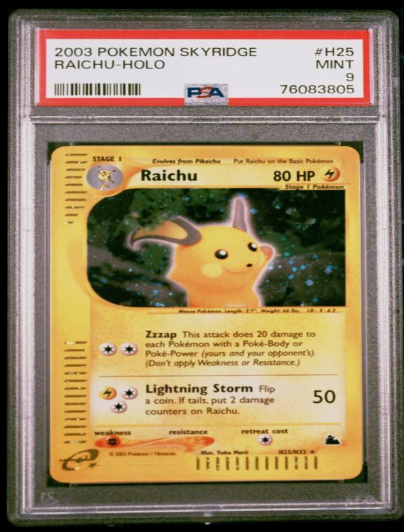 2003 POKEMON SKYRIDGE #H25
RAICHU-HOLO MINT
9
PSA 76083805
STAGE 1 Evolves from Pikachu Put Raichu on the Basic Pokémon
Raichu 80 HP
Stage 1 Pokémon
Mouse Pokémon. Length: 2'7", Weight: 66 lbs.
Zzzap This attack does 20 damage to
each Pokémon with a Poké-Body or
Poké-Power (yours and your opponent's).
(Don't apply Weakness or Resistance.)
Lightning Storm Flip
a coin. If tails, put 2 damage 50
counters on Raichu.
weakness resistance retreat cost
Illus. Yuka Morii H25/H32
© 2003 Pokémon / Nintendo